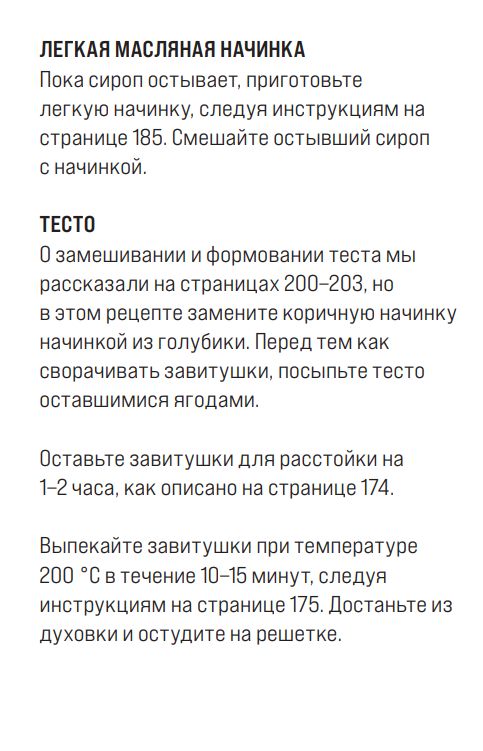 ЛЕГКАЯ МАСЛЯНАЯ НАЧИНКА
Пока сироп остывает, приготовьте
легкую начинку, следуя инструкциям на
странице 185. Смешайте остывший сироп
с начинкой.
ТЕСТО
О замешивании и формовании теста мы
рассказали на страницах 200–203, но
в этом рецепте замените коричную начинку
начинкой из голубики. Перед тем как
сворачивать завитушки, посыпьте тесто
оставшимися ягодами.
Оставьте завитушки для расстойки на
1–2 часа, как описано на странице 174.
Выпекайте завитушки при температуре
200 °C в течение 10–15 минут, следуя
инструкциям на странице 175. Достаньте из
духовки и остудите на решетке.